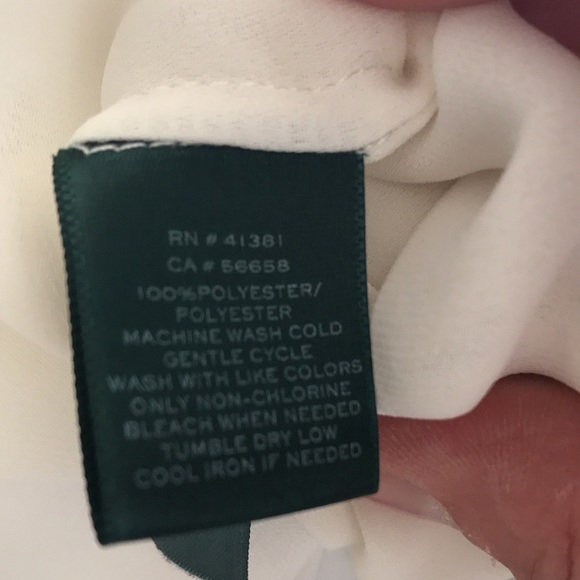 RN # 41381
CA # 56658
100%POLYESTER/
POLYESTER
MACHINE WASH COLD
GENTLE CYCLE
WASH WITH LIKE COLORS
ONLY NON-CHLORINE
BLEACH WHEN NEEDED
TUMBLE DRY LOW
COOL IRON IF NEEDED